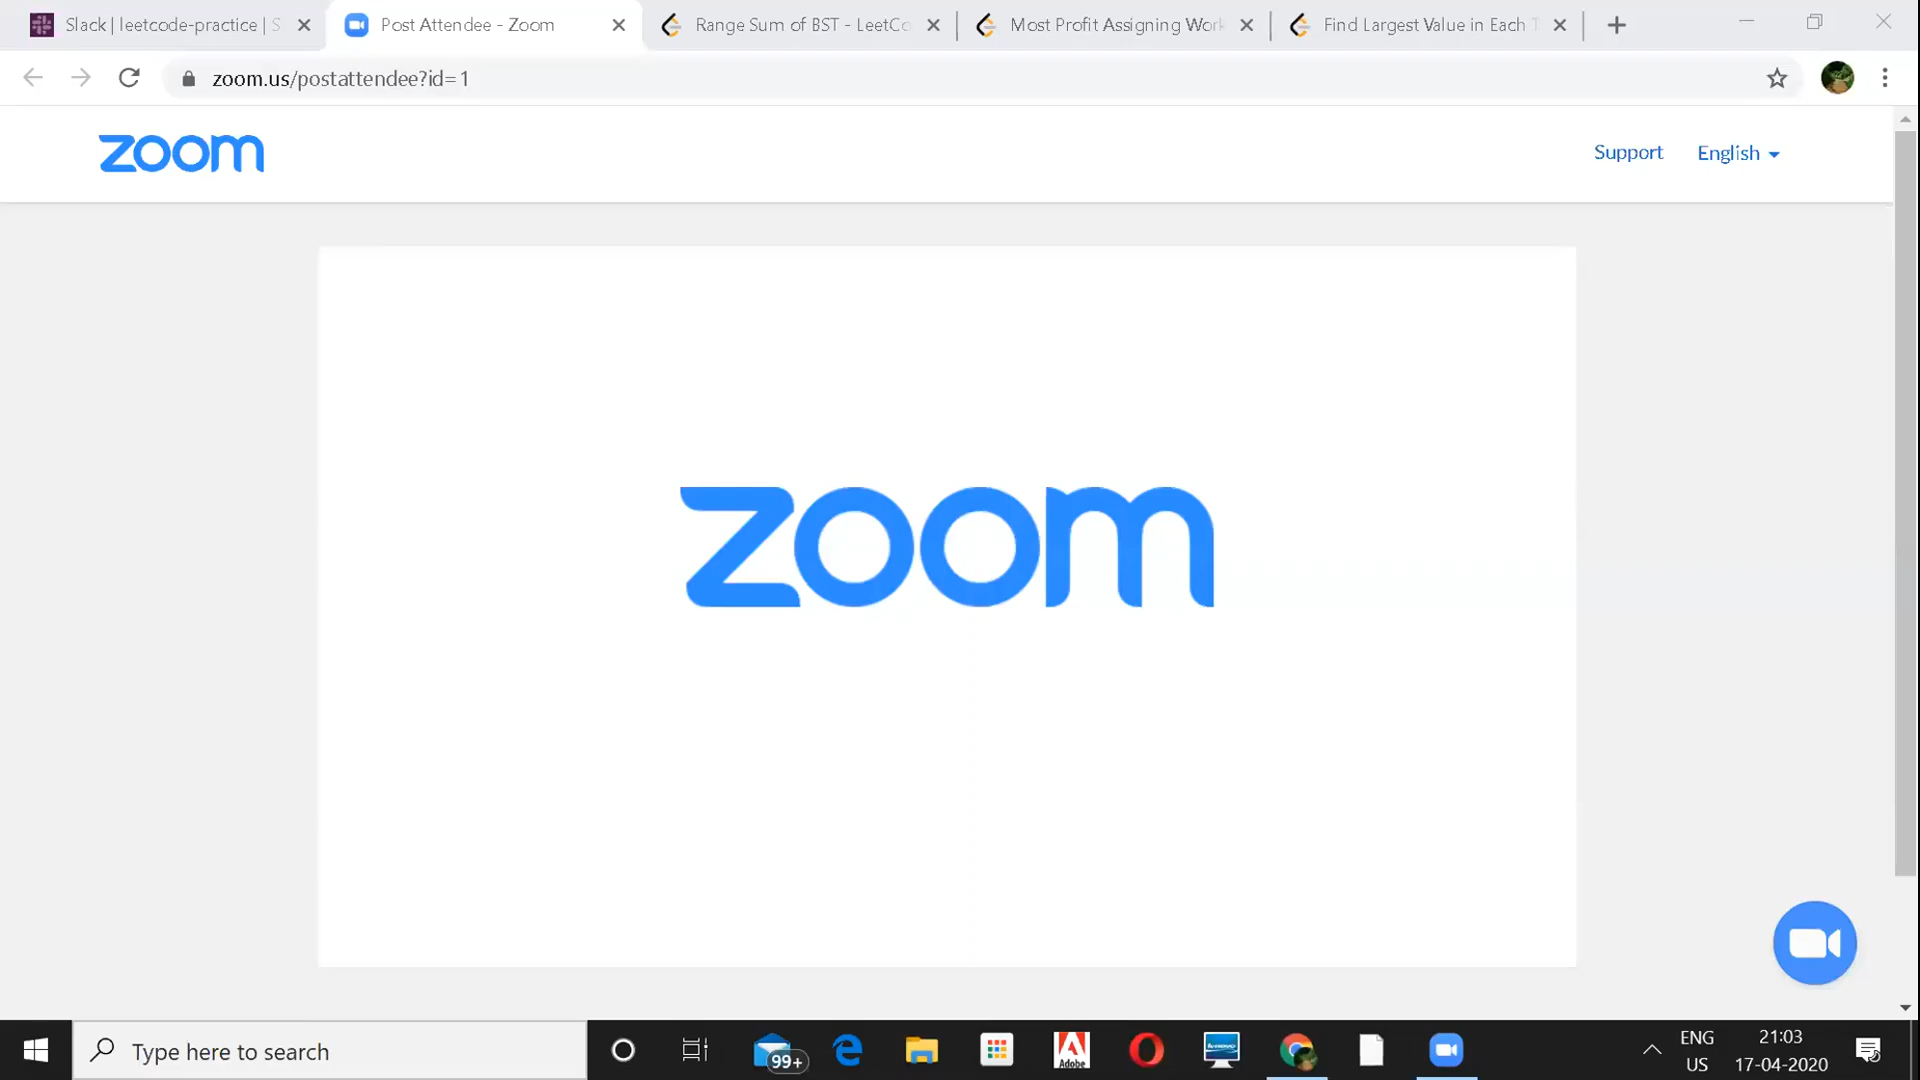 Slack | leetcode-practice | S
Post Attendee - Zoom
Range Sum of BST - LeetCo
Most Profit Assigning Work
Find Largest Value in Each T
zoom.us/postattendee?id=1
zoom
Support
English
zoom
Type here to search
99+
Adobe
ENG
US
21:03
17-04-2020